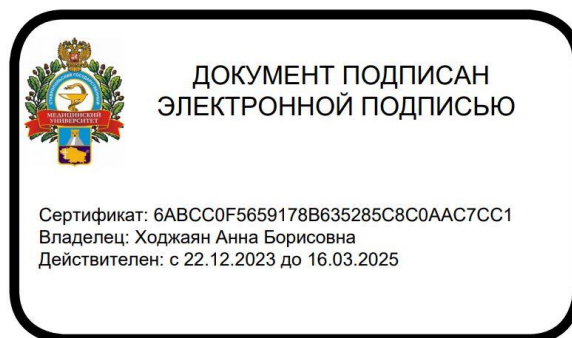 ДОКУМЕНТ ПОДПИСАН
ЭЛЕКТРОННОЙ ПОДПИСЬЮ
МЕДИЦИНСКИЙ
УНИВЕРСИТЕТ
Сертификат: 6ABCC0F5659178B635285C8C0AAC7CC1
Владелец: Ходжаян Анна Борисовна
Действителен: с 22.12.2023 до 16.03.2025